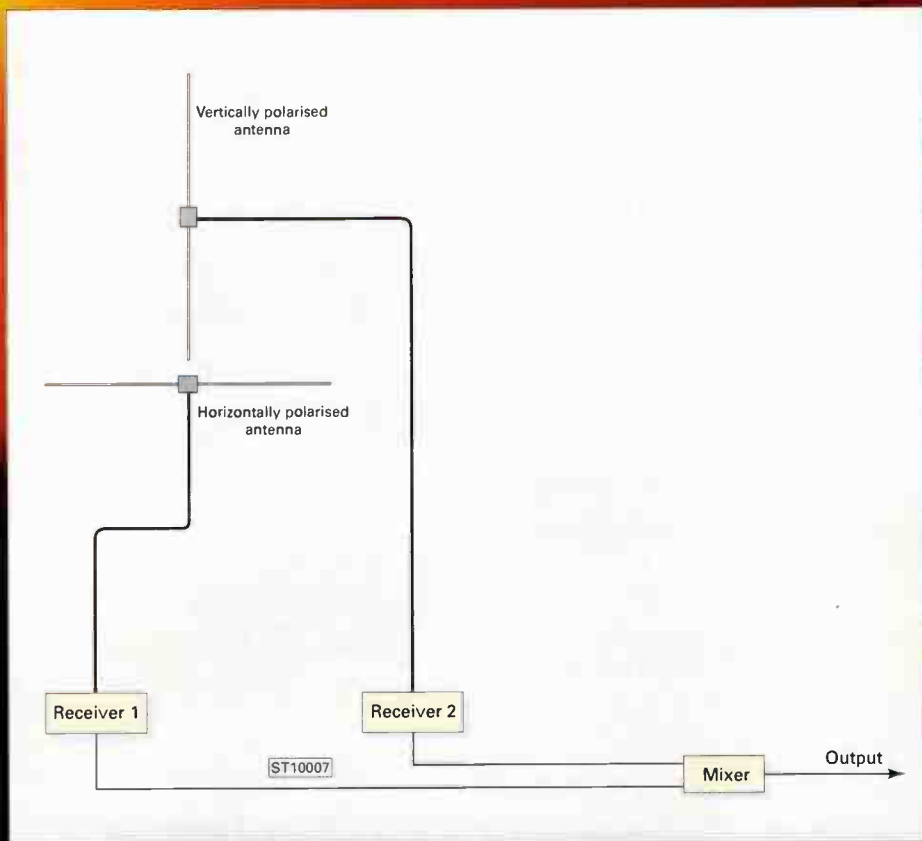 Vertically polarised
antenna
Horizontally polarised
antenna
Receiver 1
Receiver 2
ST10007
Mixer
Output